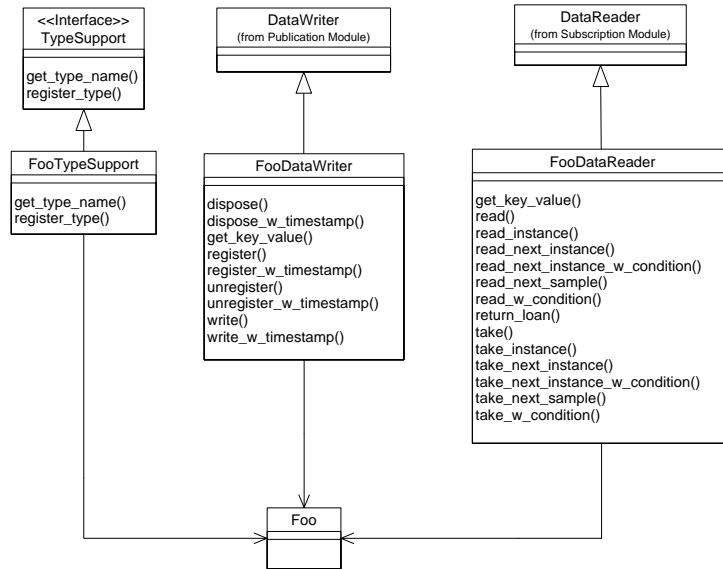 <<Interface>>
TypeSupport
get_type_name()
register_type()
DataWriter
(from Publication Module)
DataReader
(from Subscription Module)
FooTypeSupport
get_type_name()
register_type()
FooDataWriter
dispose()
dispose_w_timestamp()
get_key_value()
register()
register_w_timestamp()
unregister()
unregister_w_timestamp()
write()
write_w_timestamp()
FooDataReader
get_key_value()
read()
read_instance()
read_next_instance()
read_next_instance_w_condition()
read_next_sample()
read_w_condition()
return_loan()
take()
take_instance()
take_next_instance()
take_next_instance_w_condition()
take_next_sample()
take_w_condition()
Foo